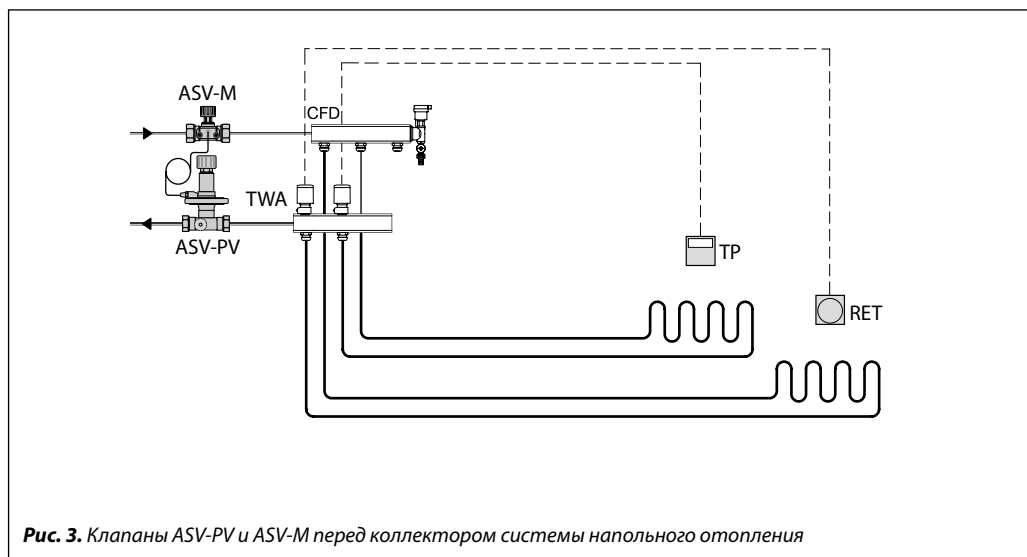 ASV-M
CFD
TWA
ASV-PV
TP
RET
Рис. 3. Клапаны ASV-PV и ASV-M перед коллектором системы напольного отопления